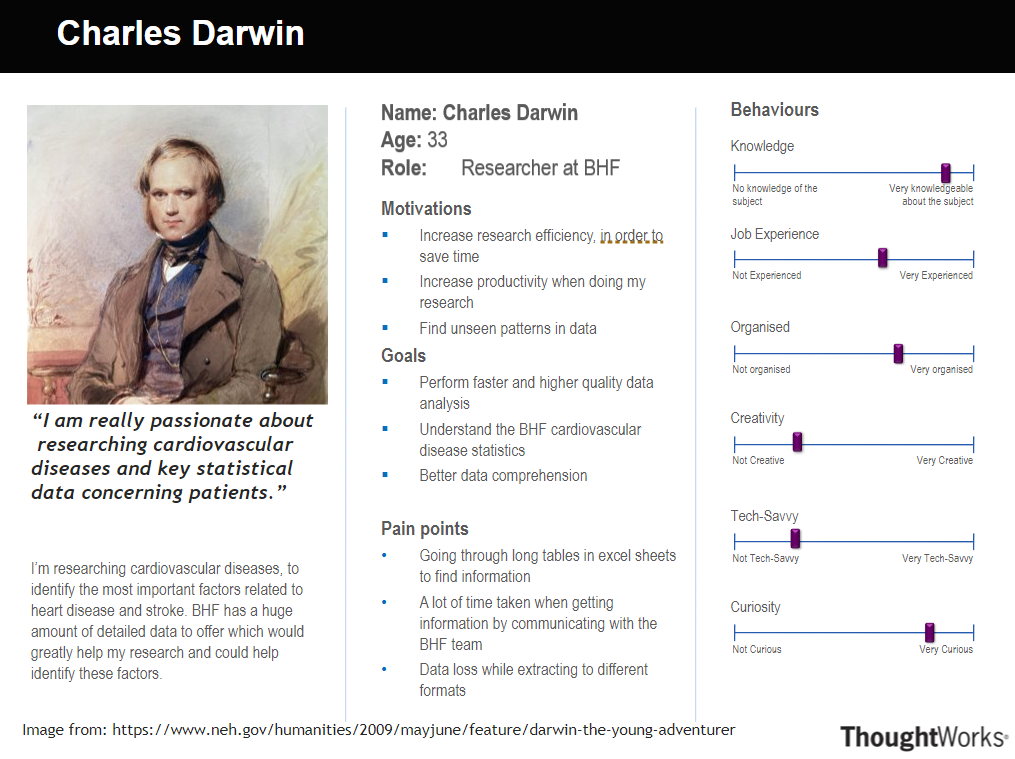 Charles Darwin
“I am really passionate about
researching cardiovascular
diseases and key statistical
data concerning patients.”
I’m researching cardiovascular diseases, to
identify the most important factors related to
heart disease and stroke. BHF has a huge
amount of detailed data to offer which would
greatly help my research and could help
identify these factors.
Name: Charles Darwin
Age: 33
Role: Researcher at BHF
Motivations
▪ Increase research efficiency, in order to
save time
▪ Increase productivity when doing my
research
▪ Find unseen patterns in data
Goals
▪ Perform faster and higher quality data
analysis
▪ Understand the BHF cardiovascular
disease statistics
▪ Better data comprehension
Pain points
• Going through long tables in excel sheets
to find information
• A lot of time taken when getting
information by communicating with the
BHF team
• Data loss while extracting to different
formats
Behaviours
Knowledge
No knowledge of the
subject
Very knowledgeable
about the subject
Job Experience
Not Experienced
Very Experienced
Organised
Not organised
Very organised
Creativity
Not Creative
Very Creative
Tech-Savvy
Not Tech-Savvy
Very Tech-Savvy
Curiosity
Not Curious
Very Curious
Image from: https://www.neh.gov/humanities/2009/mayjune/feature/darwin-the-young-adventurer
ThoughtWorks®